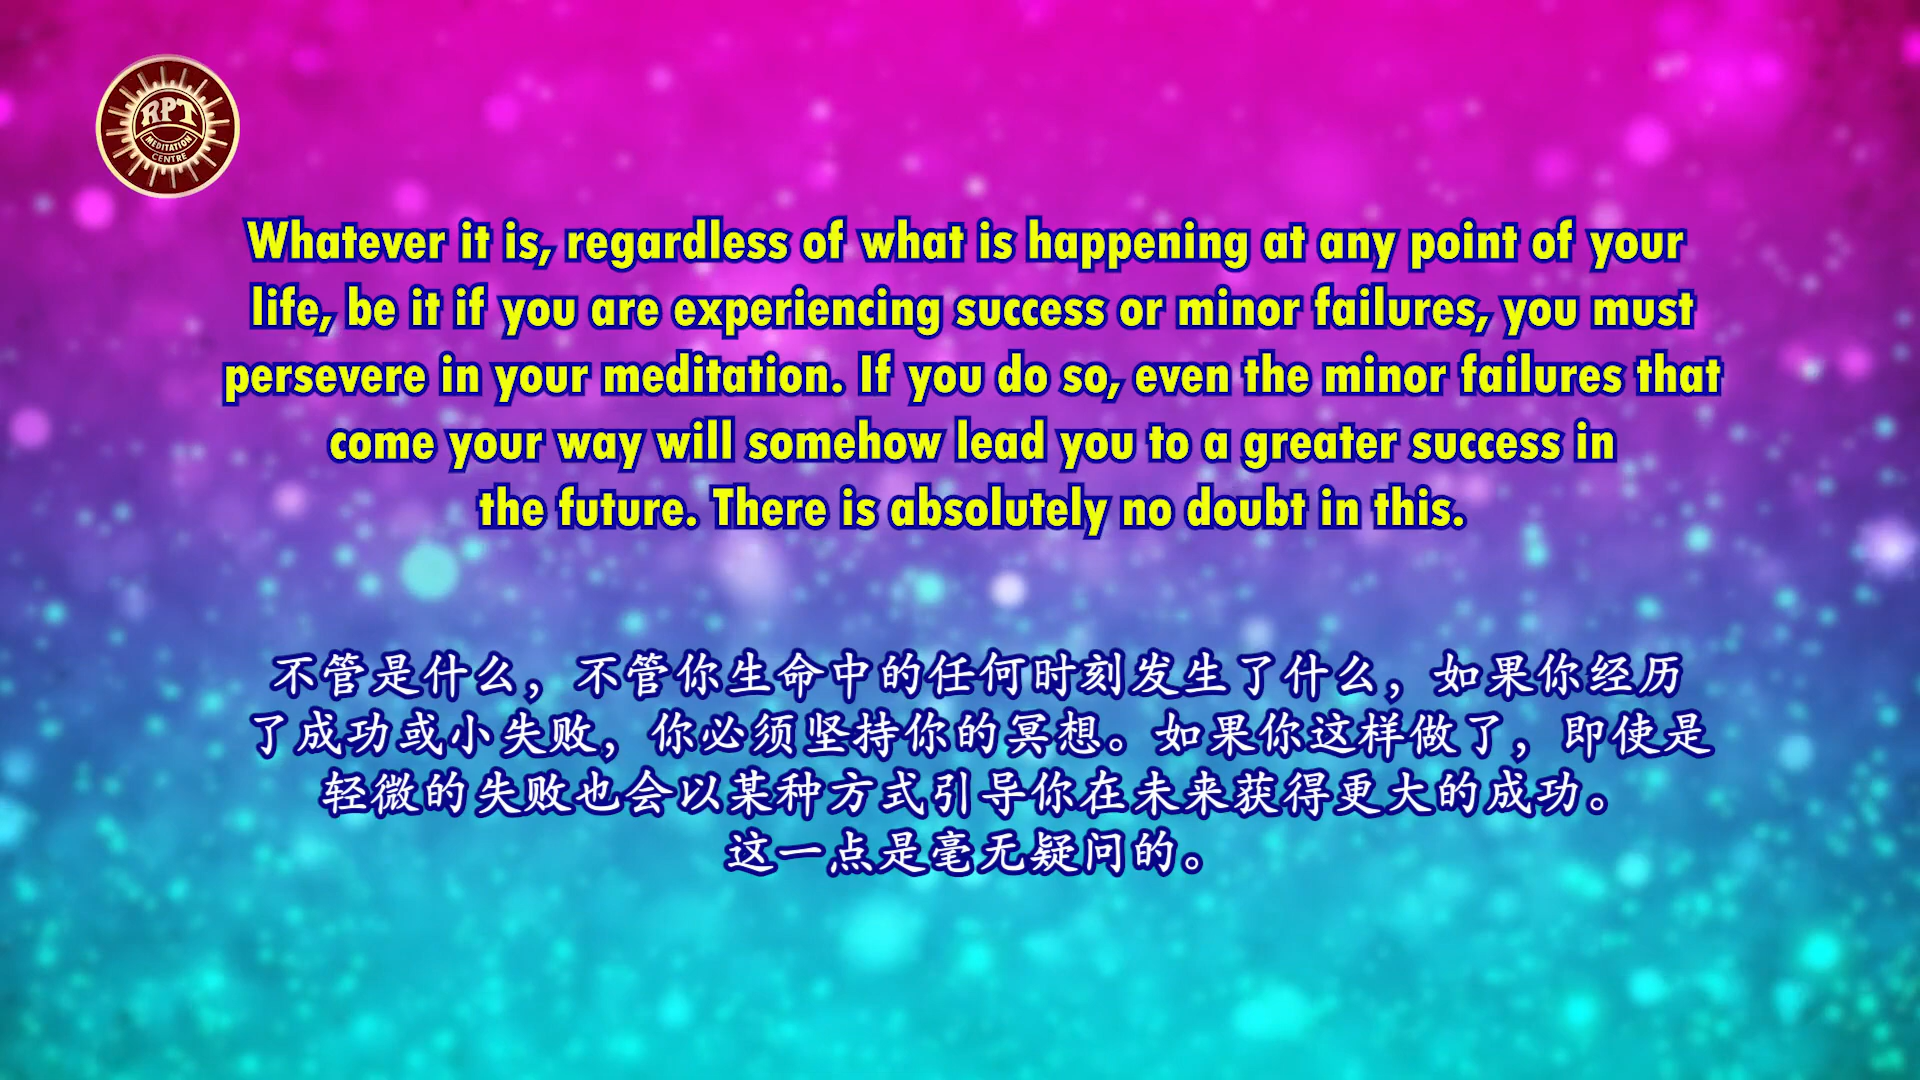 RPT
MEDITATION
CENTRE
Whatever it is, regardless of what is happening at any point of your
life, be it if you are experiencing success or minor failures, you must
persevere in your meditation. If you do so, even the minor failures that
come your way will somehow lead you to a greater success in
the future. There is absolutely no doubt in this.
不管是什么，不管你生命中的任何时刻发生了什么，如果你经历
了成功或小失败，你必须坚持你的冥想。如果你这样做了，即使是
轻微的失败也会以某种方式引导你在未来获得更大的成功。
这一点是毫无疑问的。